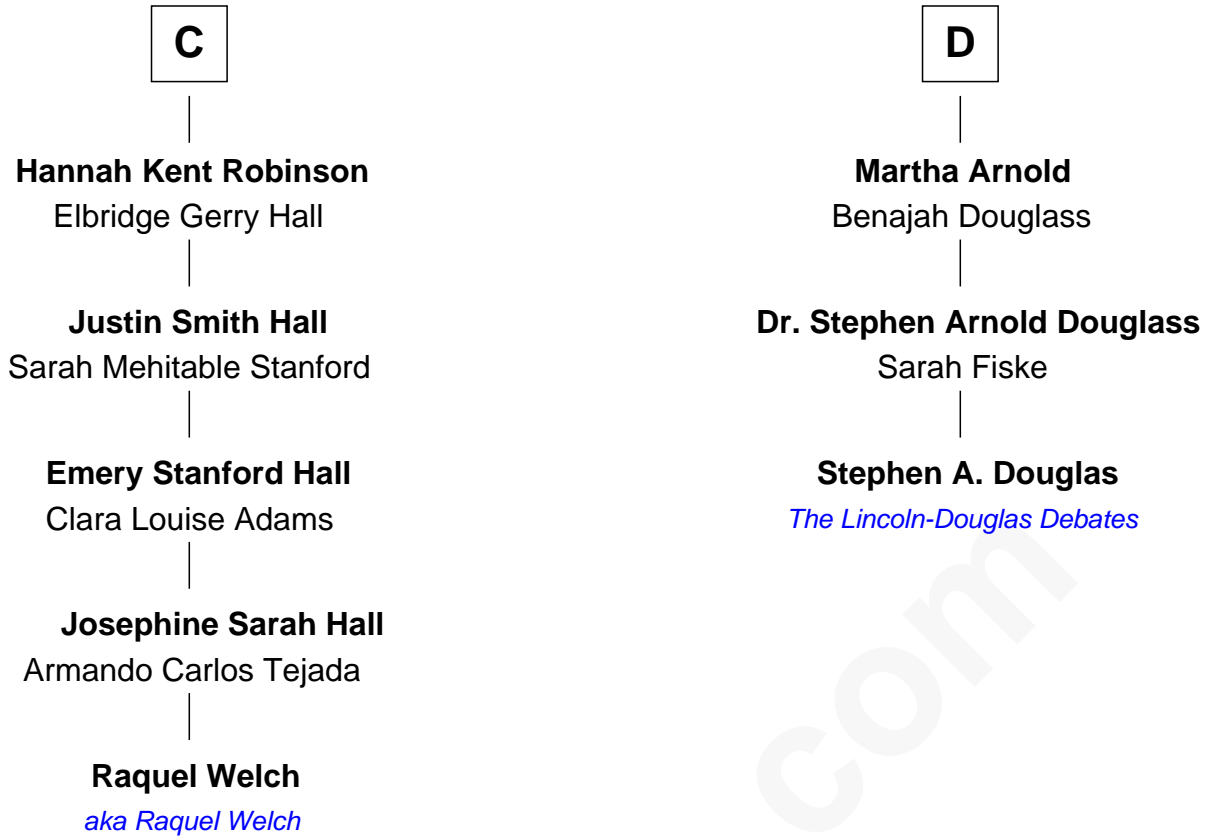 C
Hannah Kent Robinson
Elbridge Gerry Hall
Justin Smith Hall
Sarah Mehitable Stanford
Emery Stanford Hall
Clara Louise Adams
Josephine Sarah Hall
Armando Carlos Tejada
Raquel Welch
aka Raquel Welch
D
Martha Arnold
Benajah Douglass
Dr. Stephen Arnold Douglass
Sarah Fiske
Stephen A. Douglas
The Lincoln-Douglas Debates
com